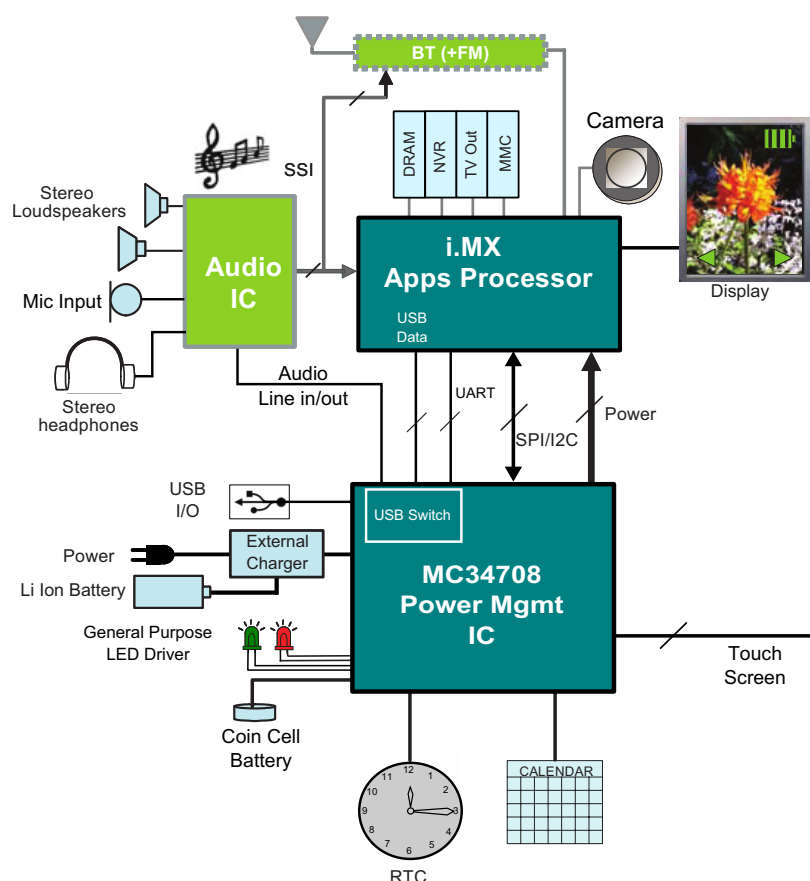 BT (+FM)
DRAM
NVR
TV Out
MMC
Camera
SSI
Stereo
Loudspeakers
Audio
IC
i.MX
Apps Processor
Display
Mic Input
USB
Data
Stereo
headphones
Audio
Line in/out
UART
SPI/I2C
Power
USB
I/O
USB Switch
Power
External
Charger
Li Ion Battery
MC34708
Power Mgmt
IC
General Purpose
LED Driver
Touch
Screen
Coin Cell
Battery
12
1
2
3
4
5
6
7
8
9
10
11
RTC
CALENDAR